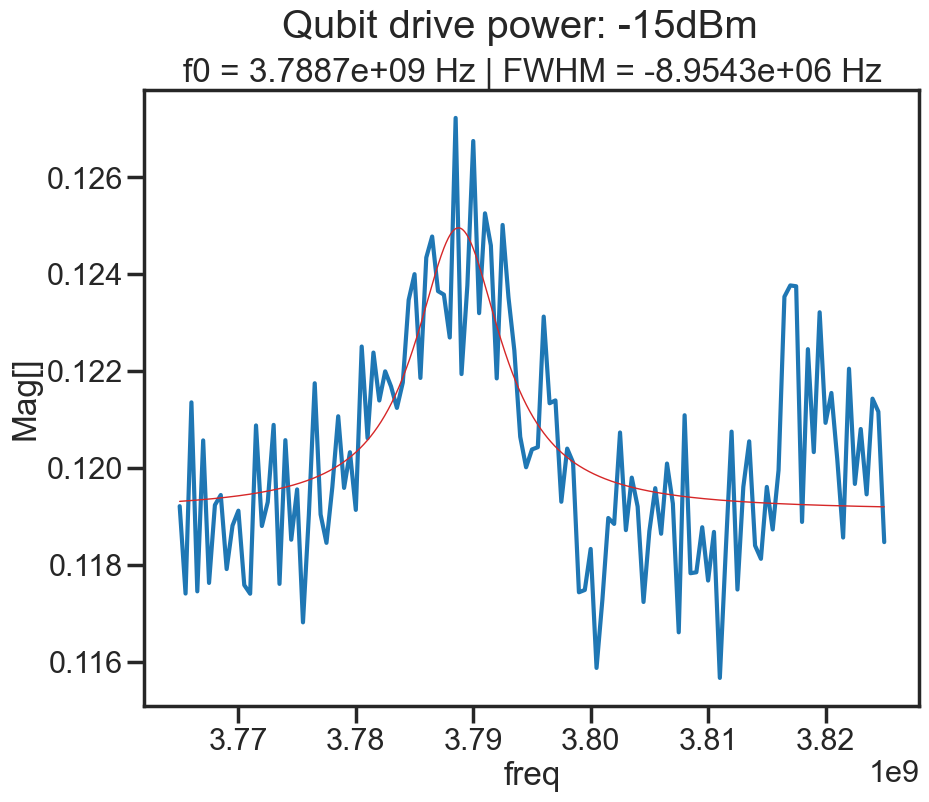 Qubit drive power: -15dBm
f0 = 3.7887e+09 Hz | FWHM = -8.9543e+06 Hz
0.126
0.124
0.122
0.120
0.118
0.116
Mag[]
3.77 3.78 3.79 3.80 3.81 3.82
1e9
freq